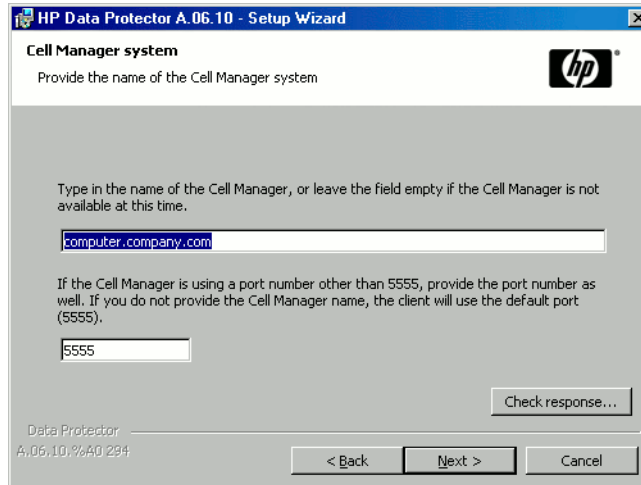 HP Data Protector A.06.10 - Setup Wizard
Cell Manager system
Provide the name of the Cell Manager system
hp
Type in the name of the Cell Manager, or leave the field empty if the Cell Manager is not
available at this time.
computer.company.com
If the Cell Manager is using a port number other than 5555, provide the port number as
well. If you do not provide the Cell Manager name, the client will use the default port
(5555).
5555
Check response...
Data Protector
A.06.10.%A0 294
< Back Next > Cancel